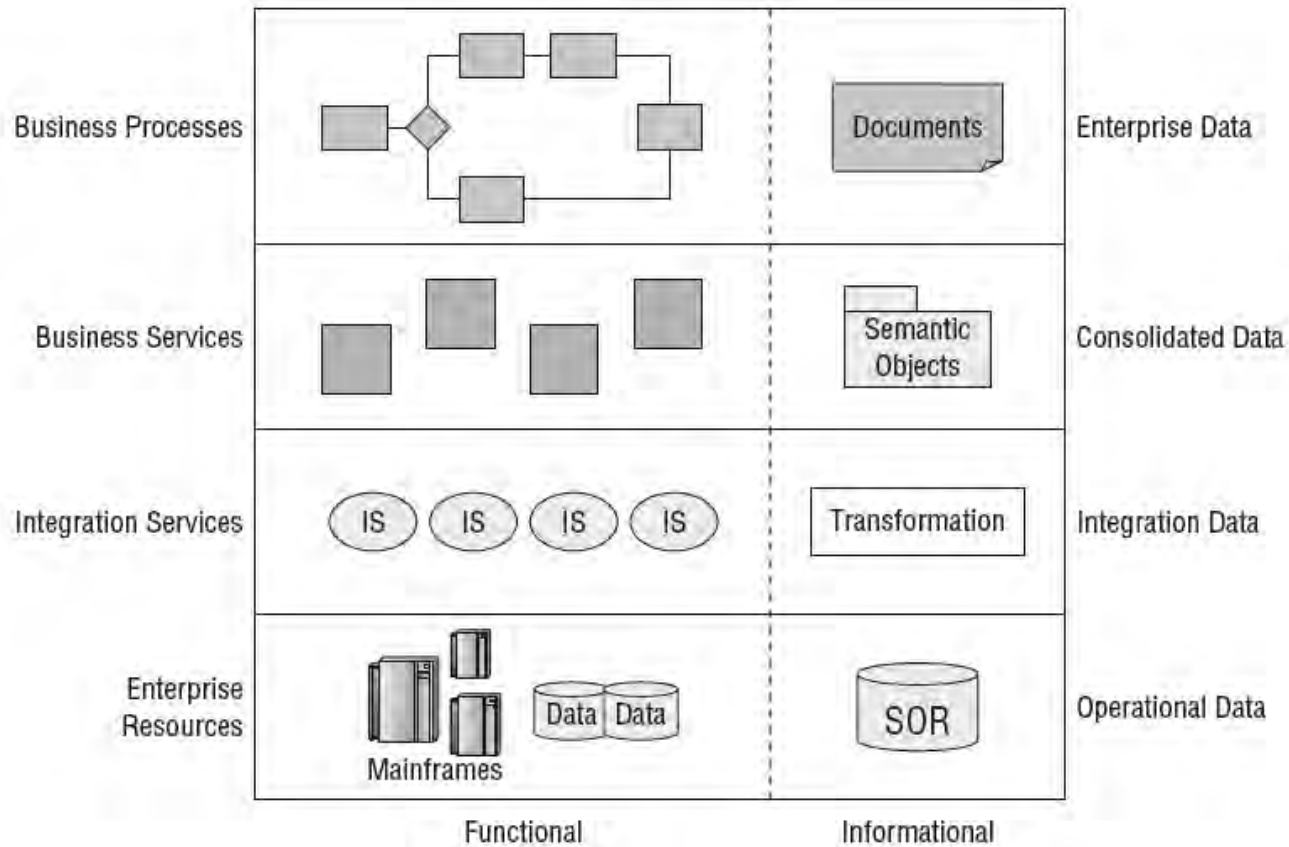 Business Processes
Documents
Enterprise Data
Business Services
Semantic
Objects
Consolidated Data
Integration Services
IS
IS
IS
IS
Transformation
Integration Data
Enterprise
Resources
Mainframes
Data
Data
SOR
Operational Data
Functional
Informational